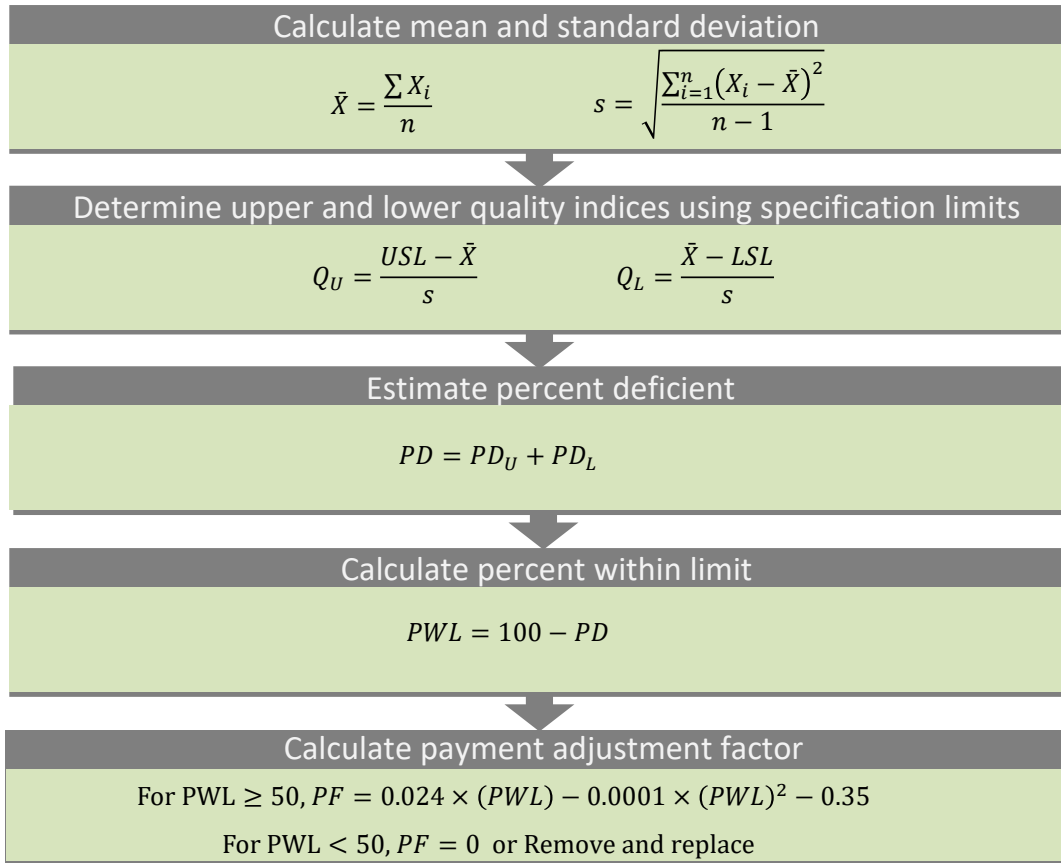 Calculate mean and standard deviation
X̄ = ∑ Xᵢ / n    s = √(∑ⁿᵢ₌₁(Xᵢ − X̄)² / (n − 1))
Determine upper and lower quality indices using specification limits
Q_U = (USL − X̄) / s    Q_L = (X̄ − LSL) / s
Estimate percent deficient
PD = PD_U + PD_L
Calculate percent within limit
PWL = 100 − PD
Calculate payment adjustment factor
For PWL ≥ 50, PF = 0.024 × (PWL) − 0.0001 × (PWL)² − 0.35
For PWL < 50, PF = 0 or Remove and replace